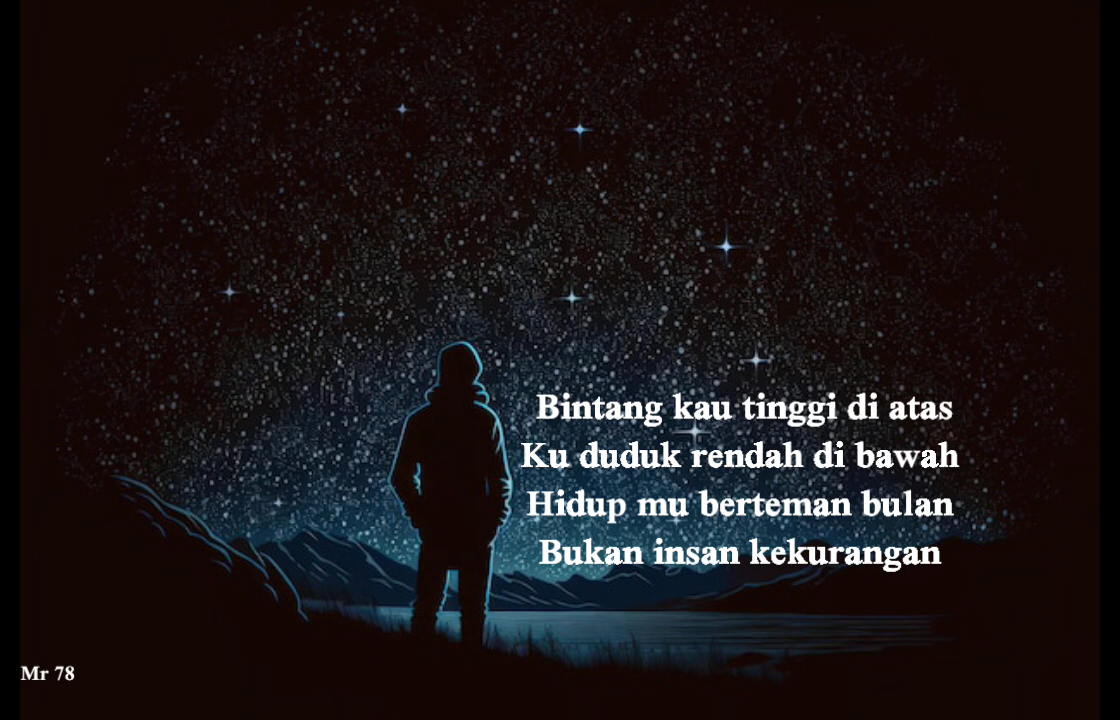 Bintang kau tinggi di atas
Ku duduk rendah di bawah
Hidup mu berteman bulan
Bukan insan kekurangan
Mr 78